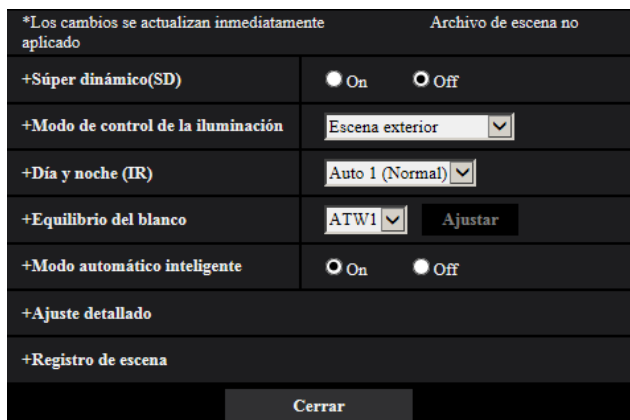 *Los cambios se actualizan inmediatamente Archivo de escena no
aplicado
+Súper dinámico(SD) On Off
+Modo de control de la iluminación Escena exterior
+Día y noche (IR) Auto 1 (Normal)
+Equilibrio del blanco ATW1 Ajustar
+Modo automático inteligente On Off
+Ajuste detallado
+Registro de escena
Cerrar